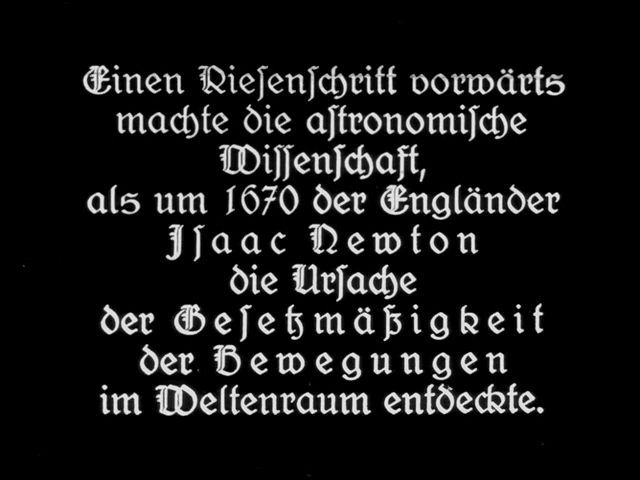 Einen Riesenschritt vorwärts
machte die astronomische
Wissenschaft,
als um 1670 der Engländer
Isaac Newton
die Ursache
der Gesetzmäßigkeit
der Bewegungen
im Weltenraum entdeckte.